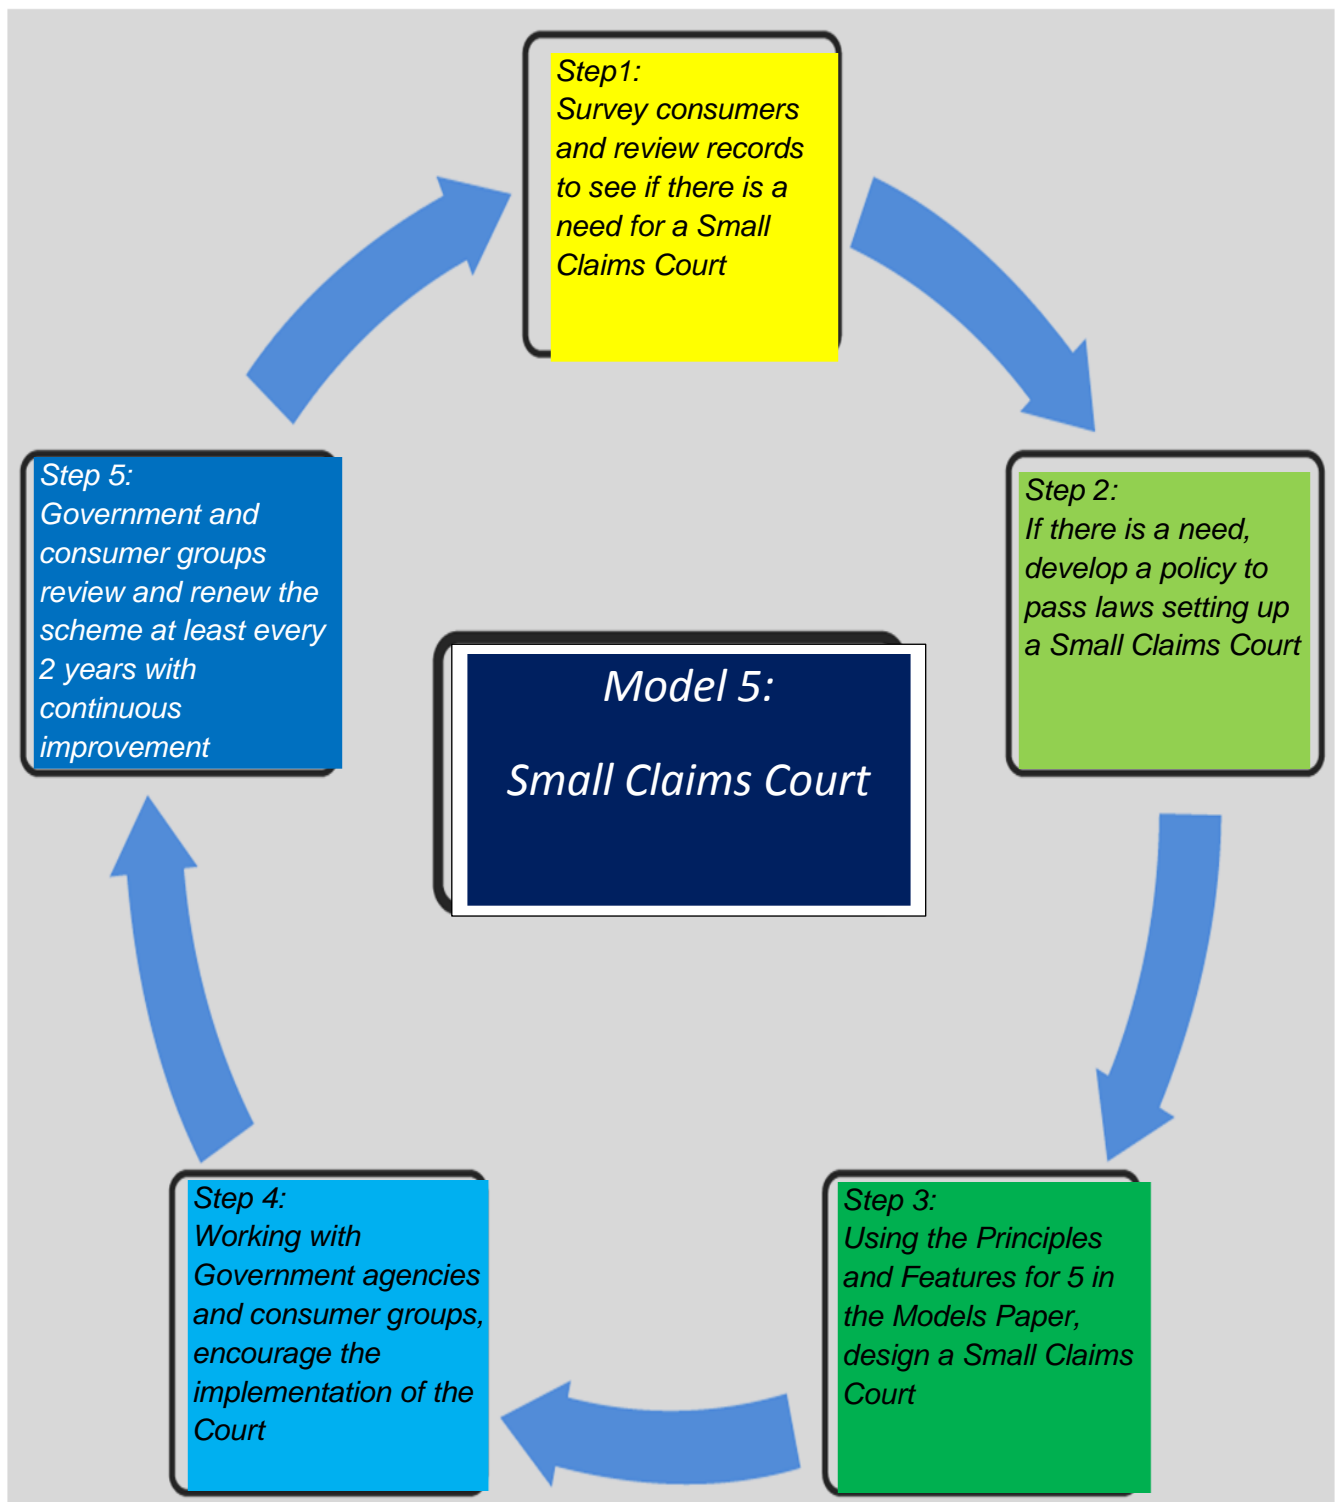 Step1:
Survey consumers
and review records
to see if there is a
need for a Small
Claims Court
Step 2:
If there is a need,
develop a policy to
pass laws setting up
a Small Claims Court
Step 3:
Using the Principles
and Features for 5 in
the Models Paper,
design a Small Claims
Court
Step 4:
Working with
Government agencies
and consumer groups,
encourage the
implementation of the
Court
Step 5:
Government and
consumer groups
review and renew the
scheme at least every
2 years with
continuous
improvement
Model 5:
Small Claims Court